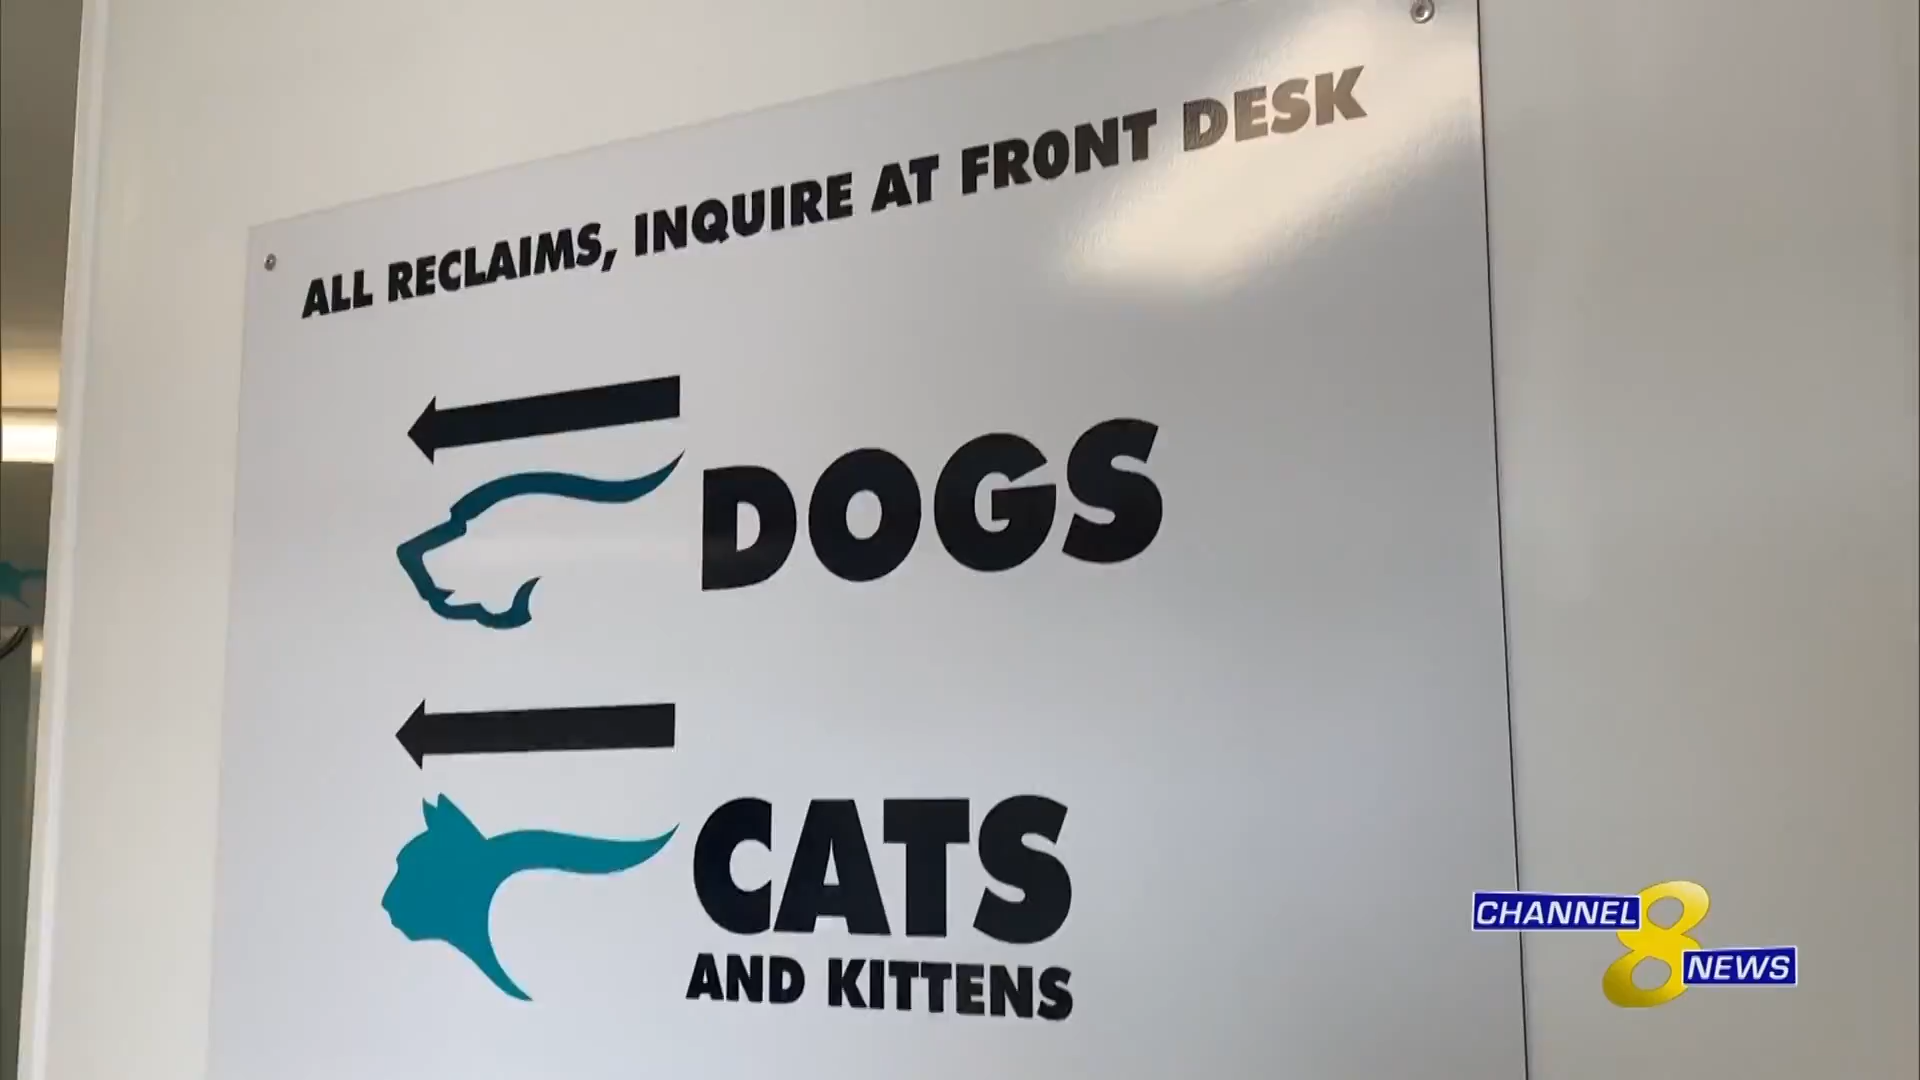 ALL RECLAIMS, INQUIRE AT FRONT DESK
DOGS
CATS
AND KITTENS
CHANNEL 8
NEWS